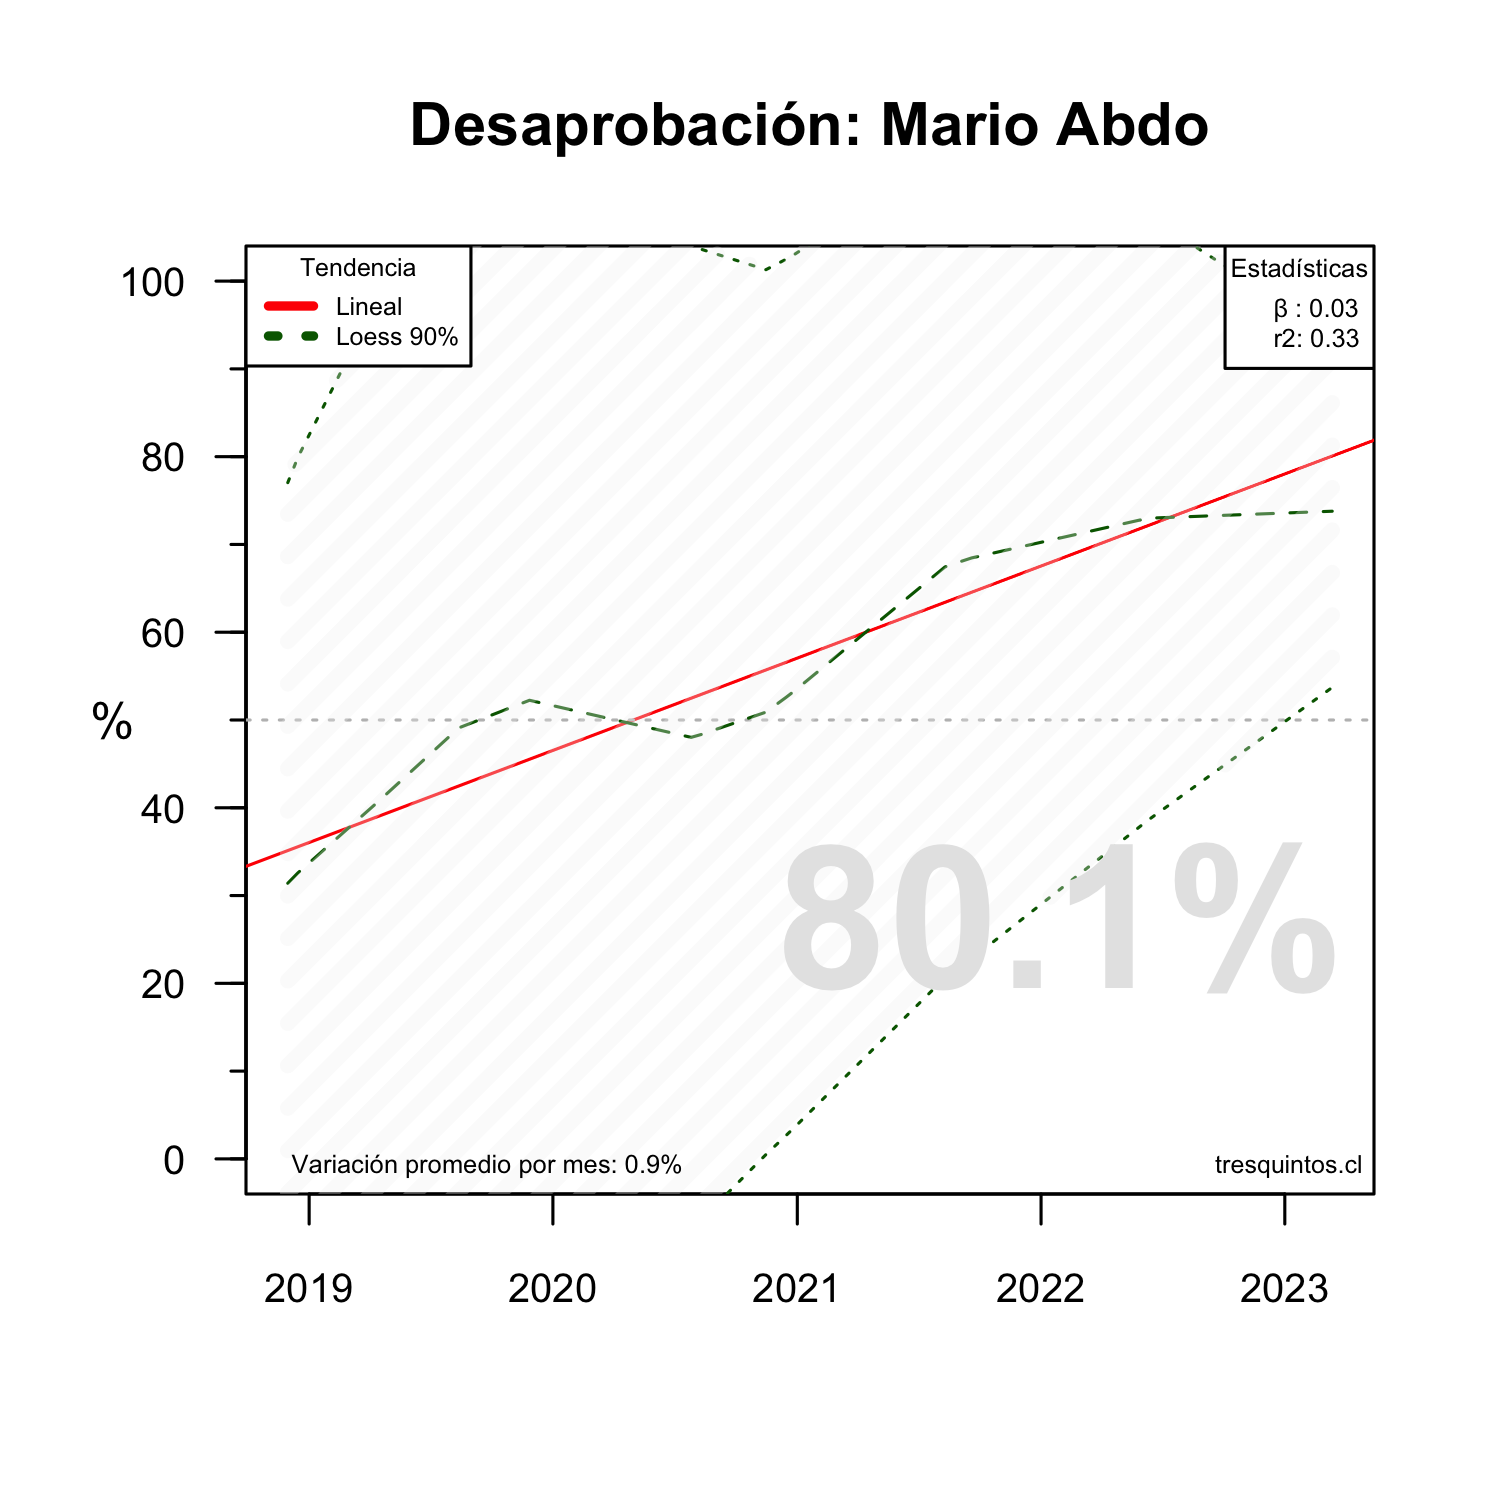 Desaprobación: Mario Abdo
Tendencia
Lineal
Loess 90%
Estadísticas
β : 0.03
r2: 0.33
100
80
60
%
40
20
0
80.1%
Variación promedio por mes: 0.9%
tresquintos.cl
2019
2020
2021
2022
2023